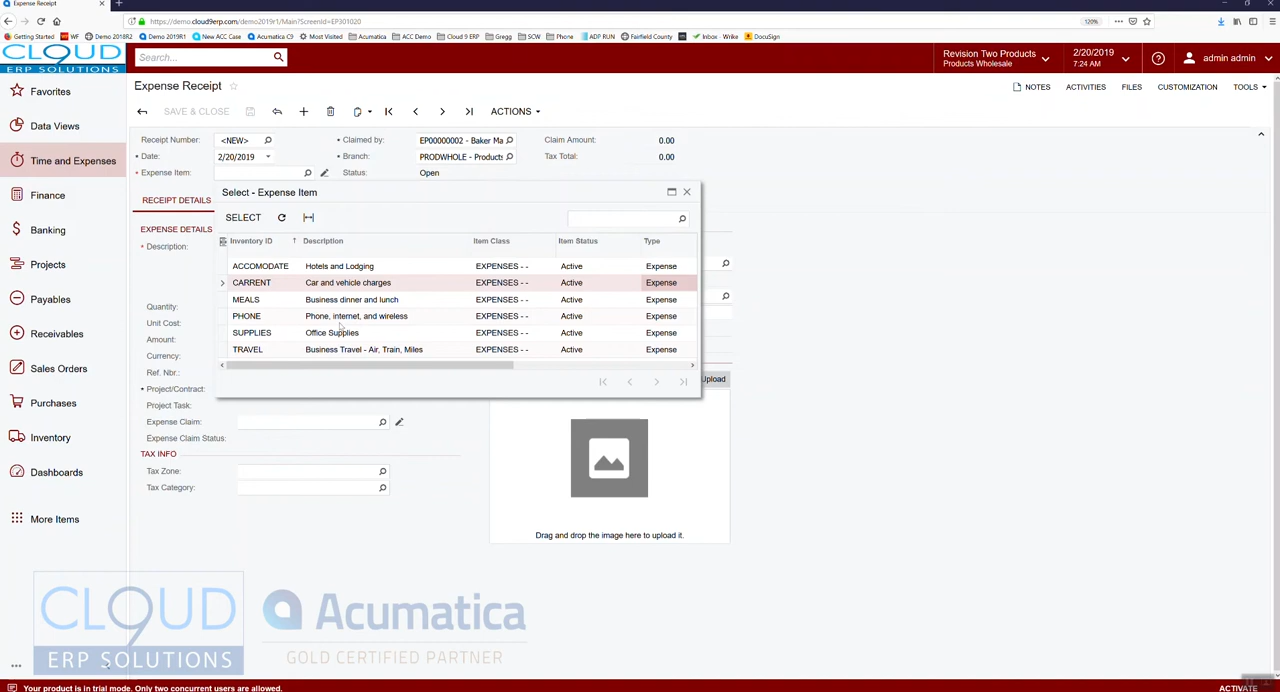 Expense Receipt
https://demo.cloud9erp.com/demo2019r1/Main?ScreenId=EP301020
120%
Getting Started WF Demo 2018R2 Demo 2019R1 New ACC Case Acumatica C9 Most Visited Acumatica ACC Demo Cloud 9 ERP Gregg SCW Phone ADP RUN Fairfield County Inbox - Wrike DocuSign
CLOUD
ERP SOLUTIONS
Search...
Revision Two Products
Products Wholesale
2/20/2019
7:24 AM
admin admin
Favorites
Data Views
Time and Expenses
Finance
Banking
Projects
Payables
Receivables
Sales Orders
Purchases
Inventory
Dashboards
More Items
Expense Receipt
NOTES ACTIVITIES FILES CUSTOMIZATION TOOLS
SAVE & CLOSE ACTIONS
Receipt Number: <NEW> Claimed by: EP00000002 - Baker Ma Claim Amount: 0.00
Date: 2/20/2019 Branch: PRODWHOLE - Products Tax Total: 0.00
Expense Item: Status: Open
RECEIPT DETAILS
EXPENSE DETAILS
Description:
Quantity:
Unit Cost:
Amount:
Currency:
Ref. Nbr.:
Project/Contract:
Project Task:
Expense Claim:
Expense Claim Status:
TAX INFO
Tax Zone:
Tax Category:
Select - Expense Item
SELECT
Inventory ID Description Item Class Item Status Type
ACCOMODATE Hotels and Lodging EXPENSES - - Active Expense
CARRENT Car and vehicle charges EXPENSES - - Active Expense
MEALS Business dinner and lunch EXPENSES - - Active Expense
PHONE Phone, internet, and wireless EXPENSES - - Active Expense
SUPPLIES Office Supplies EXPENSES - - Active Expense
TRAVEL Business Travel - Air, Train, Miles EXPENSES - - Active Expense
Upload
Drag and drop the image here to upload it.
CLOUD
ERP SOLUTIONS
Acumatica
GOLD CERTIFIED PARTNER
Your product is in trial mode. Only two concurrent users are allowed.
ACTIVATE